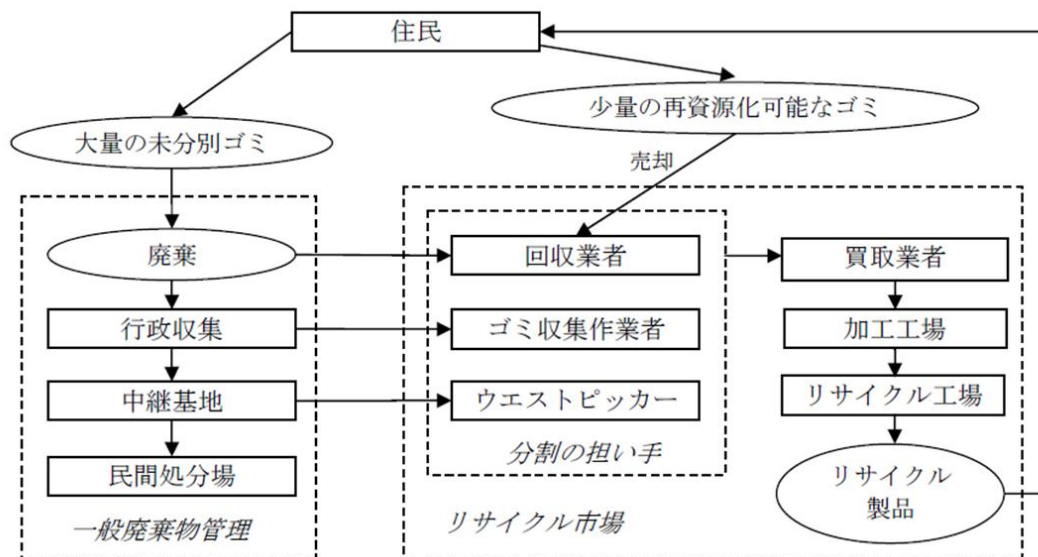 住民
大量の未分別ゴミ
少量の再資源化可能なゴミ
売却
廃棄
行政収集
中継基地
民間処分場
一般廃棄物管理
回収業者
ゴミ収集作業者
ウエストピッカー
分割の担い手
買取業者
加工工場
リサイクル工場
リサイクル
製品
リサイクル市場